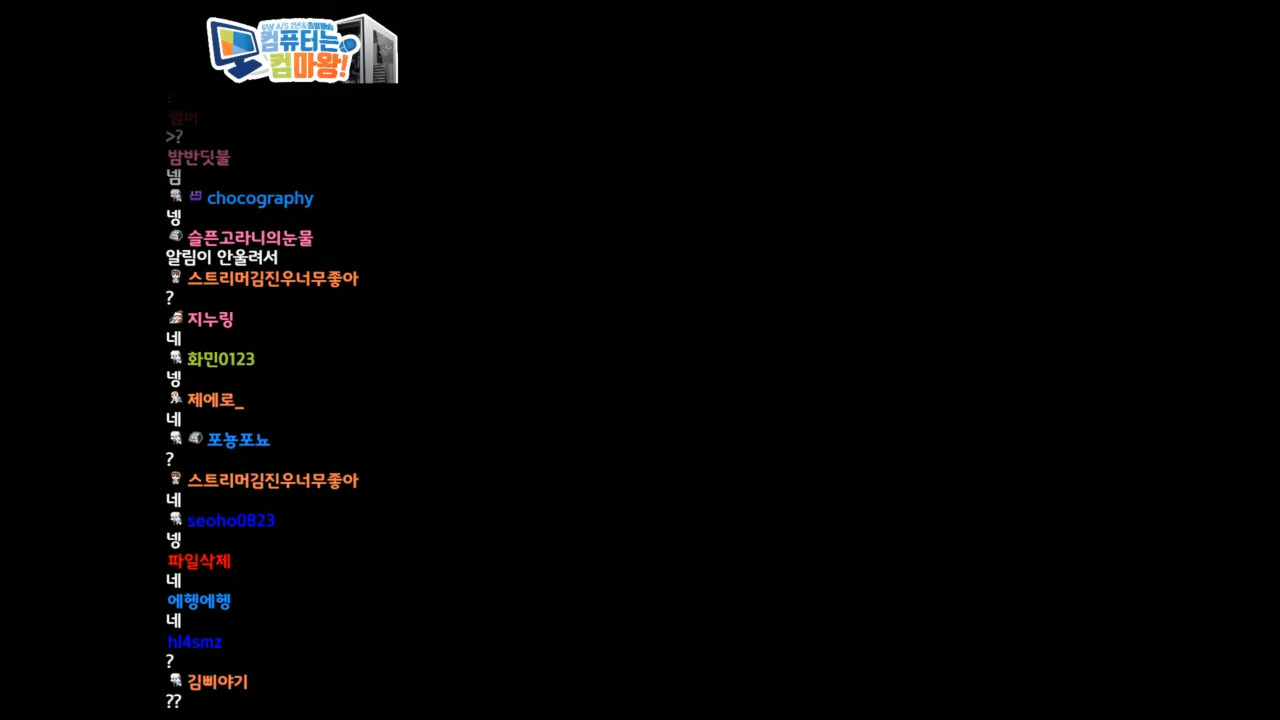 컴퓨터는
컴마왕!
헴버
>?
밤반딧불
넴
chocography
넹
슬픈고라니의눈물
알림이 안울려서
스트리머김진우너무좋아
?
지누링
네
화민0123
넹
제에로_
네
포뇽포뇨
?
스트리머김진우너무좋아
네
seoho0823
넹
파일삭제
네
에헹에헹
네
hl4smz
?
김삐야기
??